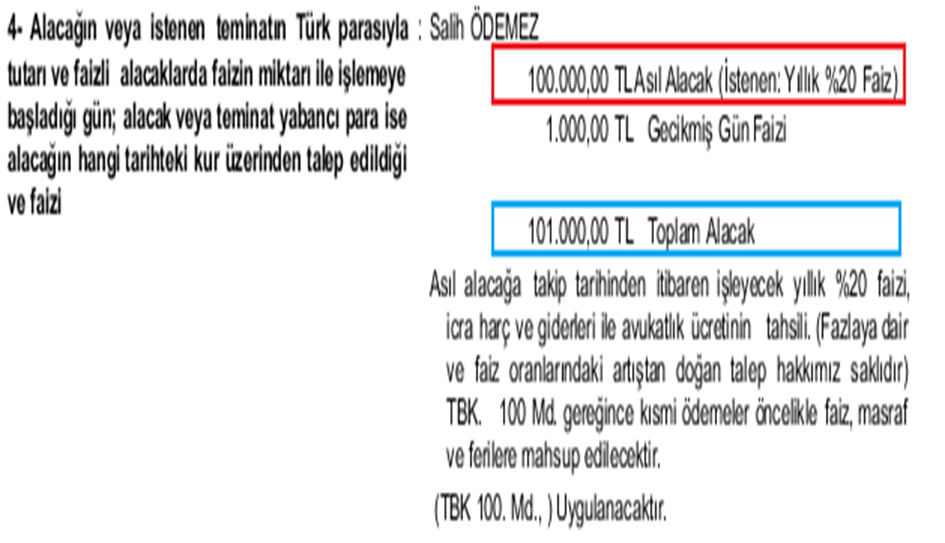 4- Alacağın veya istenen teminatın Türk parasıyla : Salih ÖDEMEZ
tutarı ve faizli alacaklarda faizin miktarı ile işlemeye
başladığı gün; alacak veya teminat yabancı para ise
alacağın hangi tarihteki kur üzerinden talep edildiği
ve faizi
100.000,00 TL Asıl Alacak (İstenen: Yıllık %20 Faiz)
1.000,00 TL Gecikmiş Gün Faizi
101.000,00 TL Toplam Alacak
Asıl alacağa takip tarihinden itibaren işleyecek yıllık %20 faizi,
icra harç ve giderleri ile avukatlık ücretinin tahsili. (Fazlaya dair
ve faiz oranlarındaki artıştan doğan talep hakkımız saklıdır)
TBK. 100 Md. gereğince kısmi ödemeler öncelikle faiz, masraf
ve ferilere mahsup edilecektir.
(TBK 100. Md., ) Uygulanacaktır.